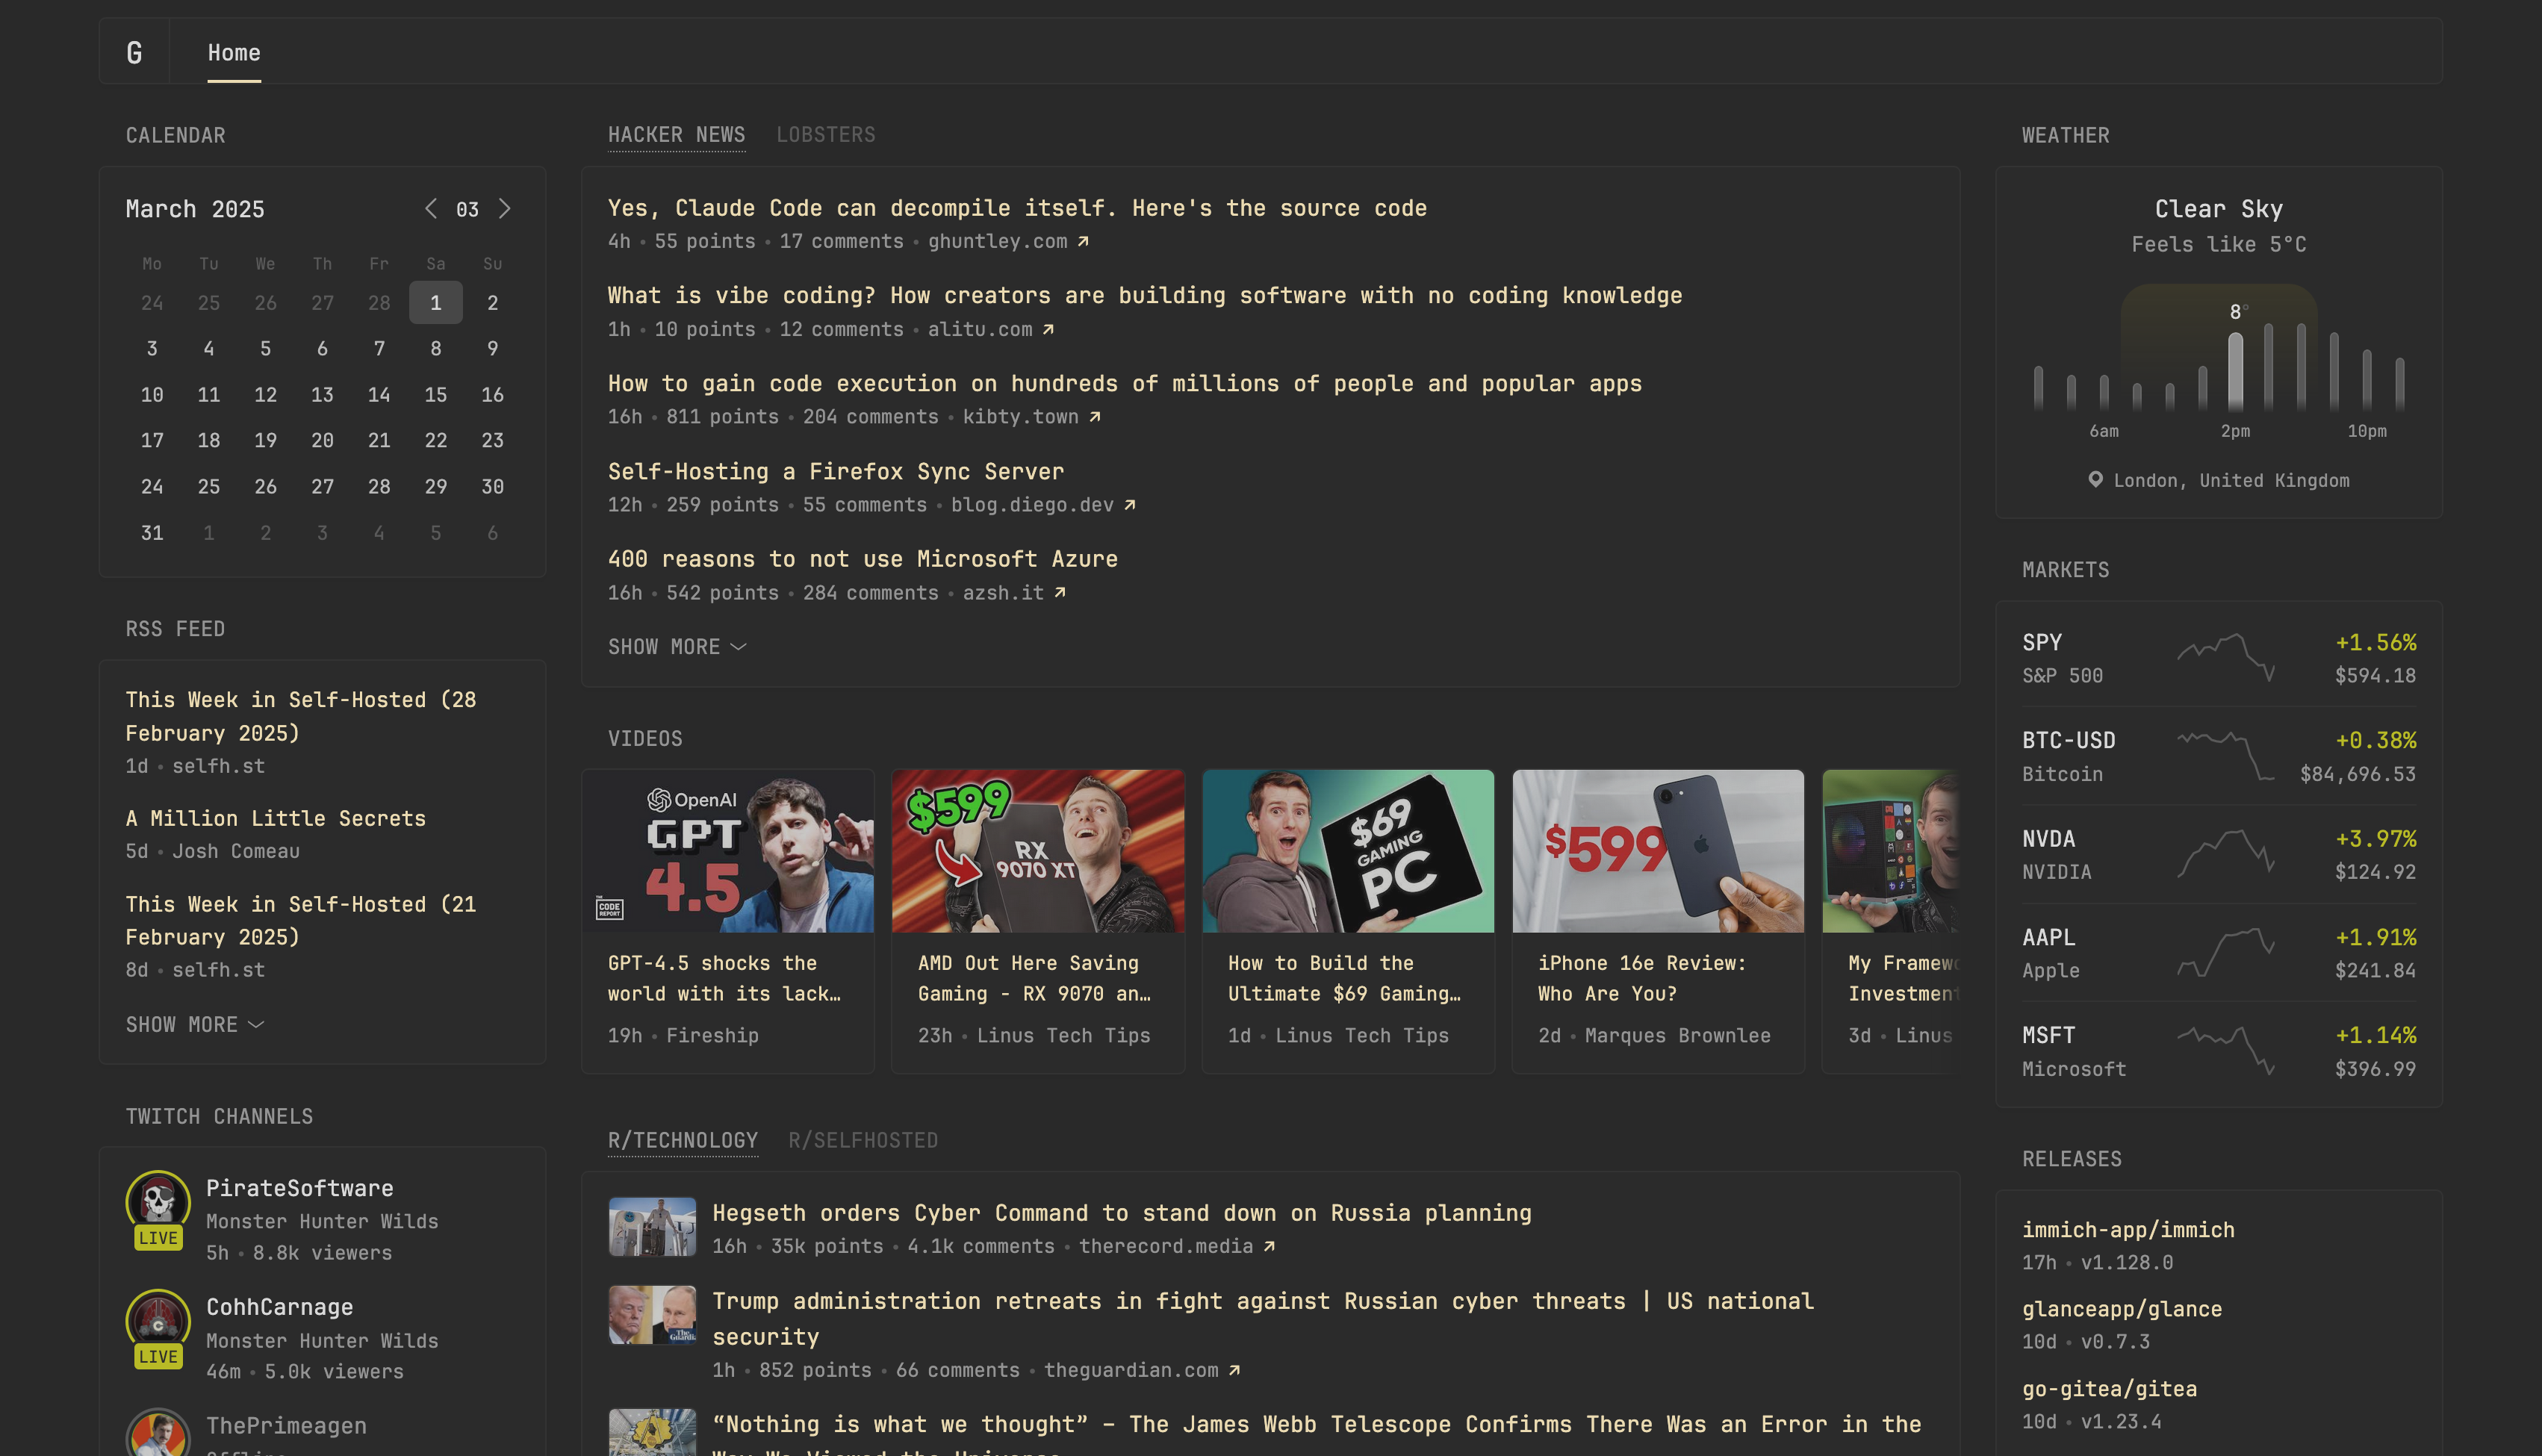 G
Home
CALENDAR
March 2025
03
Mo Tu We Th Fr Sa Su
24 25 26 27 28 1 2
3 4 5 6 7 8 9
10 11 12 13 14 15 16
17 18 19 20 21 22 23
24 25 26 27 28 29 30
31 1 2 3 4 5 6
RSS FEED
This Week in Self-Hosted (28
February 2025)
1d • selfh.st
A Million Little Secrets
5d • Josh Comeau
This Week in Self-Hosted (21
February 2025)
8d • selfh.st
SHOW MORE
TWITCH CHANNELS
PirateSoftware
Monster Hunter Wilds
LIVE
5h • 8.8k viewers
CohhCarnage
Monster Hunter Wilds
LIVE
46m • 5.0k viewers
ThePrimeagen
HACKER NEWS LOBSTERS
Yes, Claude Code can decompile itself. Here's the source code
4h • 55 points • 17 comments • ghuntley.com ↗
What is vibe coding? How creators are building software with no coding knowledge
1h • 10 points • 12 comments • alitu.com ↗
How to gain code execution on hundreds of millions of people and popular apps
16h • 811 points • 204 comments • kibty.town ↗
Self-Hosting a Firefox Sync Server
12h • 259 points • 55 comments • blog.diego.dev ↗
400 reasons to not use Microsoft Azure
16h • 542 points • 284 comments • azsh.it ↗
SHOW MORE
VIDEOS
OpenAI
GPT
4.5
THE
CODE
REPORT
GPT-4.5 shocks the
world with its lack…
19h • Fireship
$599
RX
9070 XT
AMD Out Here Saving
Gaming - RX 9070 an…
23h • Linus Tech Tips
$69
GAMING
PC
How to Build the
Ultimate $69 Gaming…
1d • Linus Tech Tips
$599
iPhone 16e Review:
Who Are You?
2d • Marques Brownlee
My Framew
Investment
3d • Linus
R/TECHNOLOGY R/SELFHOSTED
Hegseth orders Cyber Command to stand down on Russia planning
16h • 35k points • 4.1k comments • therecord.media ↗
Trump administration retreats in fight against Russian cyber threats | US national
security
1h • 852 points • 66 comments • theguardian.com ↗
“Nothing is what we thought” – The James Webb Telescope Confirms There Was an Error in the
WEATHER
Clear Sky
Feels like 5°C
8°
6am 2pm 10pm
London, United Kingdom
MARKETS
SPY +1.56%
S&P 500 $594.18
BTC-USD +0.38%
Bitcoin $84,696.53
NVDA +3.97%
NVIDIA $124.92
AAPL +1.91%
Apple $241.84
MSFT +1.14%
Microsoft $396.99
RELEASES
immich-app/immich
17h • v1.128.0
glanceapp/glance
10d • v0.7.3
go-gitea/gitea
10d • v1.23.4